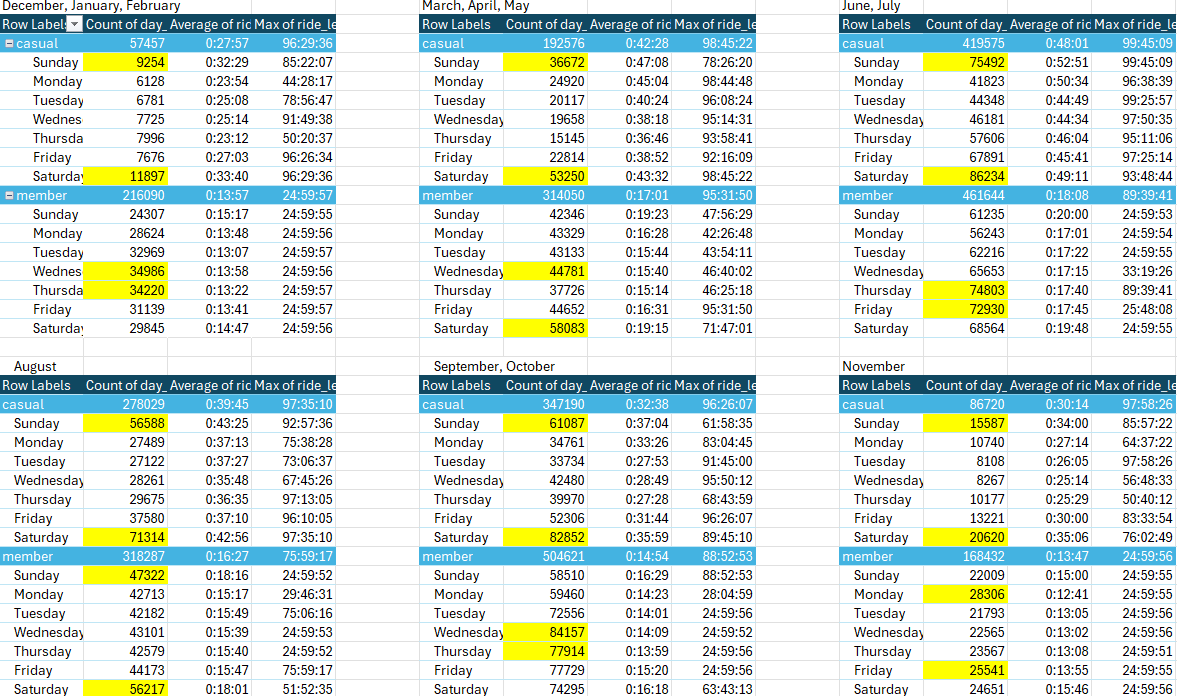 December, January, February March, April, May June, July
Row Labels Count of day_ Average of ric Max of ride_le Row Labels Count of day_ Average of ric Max of ride_le Row Labels Count of day_ Average of ric Max of ride_le
casual 57457 0:27:57 96:29:36 casual 192576 0:42:28 98:45:22 casual 419575 0:48:01 99:45:09
Sunday 9254 0:32:29 85:22:07 Sunday 36672 0:47:08 78:26:20 Sunday 75492 0:52:51 99:45:09
Monday 6128 0:23:54 44:28:17 Monday 24920 0:45:04 98:44:48 Monday 41823 0:50:34 96:38:39
Tuesday 6781 0:25:08 78:56:47 Tuesday 20117 0:40:24 96:08:24 Tuesday 44348 0:44:49 99:25:57
Wednes 7725 0:25:14 91:49:38 Wednesday 19658 0:38:18 95:14:31 Wednesday 46181 0:44:34 97:50:35
Thursda 7996 0:23:12 50:20:37 Thursday 15145 0:36:46 93:58:41 Thursday 57606 0:46:04 95:11:06
Friday 7676 0:27:03 96:26:34 Friday 22814 0:38:52 92:16:09 Friday 67891 0:45:41 97:25:14
Saturday 11897 0:33:40 96:29:36 Saturday 53250 0:43:32 98:45:22 Saturday 86234 0:49:11 93:48:44
member 216090 0:13:57 24:59:57 member 314050 0:17:01 95:31:50 member 461644 0:18:08 89:39:41
Sunday 24307 0:15:17 24:59:55 Sunday 42346 0:19:23 47:56:29 Sunday 61235 0:20:00 24:59:53
Monday 28624 0:13:48 24:59:56 Monday 43329 0:16:28 42:26:48 Monday 56243 0:17:01 24:59:54
Tuesday 32969 0:13:07 24:59:57 Tuesday 43133 0:15:44 43:54:11 Tuesday 62216 0:17:22 24:59:55
Wednes 34986 0:13:58 24:59:56 Wednesday 44781 0:15:40 46:40:02 Wednesday 65653 0:17:15 33:19:26
Thursda 34220 0:13:22 24:59:57 Thursday 37726 0:15:14 46:25:18 Thursday 74803 0:17:40 89:39:41
Friday 31139 0:13:41 24:59:57 Friday 44652 0:16:31 95:31:50 Friday 72930 0:17:45 25:48:08
Saturday 29845 0:14:47 24:59:56 Saturday 58083 0:19:15 71:47:01 Saturday 68564 0:19:48 24:59:55
August September, October November
Row Labels Count of day_ Average of ric Max of ride_le Row Labels Count of day_ Average of ric Max of ride_le Row Labels Count of day_ Average of ric Max of ride_le
casual 278029 0:39:45 97:35:10 casual 347190 0:32:38 96:26:07 casual 86720 0:30:14 97:58:26
Sunday 56588 0:43:25 92:57:36 Sunday 61087 0:37:04 61:58:35 Sunday 15587 0:34:00 85:57:22
Monday 27489 0:37:13 75:38:28 Monday 34761 0:33:26 83:04:45 Monday 10740 0:27:14 64:37:22
Tuesday 27122 0:37:27 73:06:37 Tuesday 33734 0:27:53 91:45:00 Tuesday 8108 0:26:05 97:58:26
Wednesday 28261 0:35:48 67:45:26 Wednesday 42480 0:28:49 95:50:12 Wednesday 8267 0:25:14 56:48:33
Thursday 29675 0:36:35 97:13:05 Thursday 39970 0:27:28 68:43:59 Thursday 10177 0:25:29 50:40:12
Friday 37580 0:37:10 96:10:05 Friday 52306 0:31:44 96:26:07 Friday 13221 0:30:00 83:33:54
Saturday 71314 0:42:56 97:35:10 Saturday 82852 0:35:59 89:45:10 Saturday 20620 0:35:06 76:02:49
member 318287 0:16:27 75:59:17 member 504621 0:14:54 88:52:53 member 168432 0:13:47 24:59:56
Sunday 47322 0:18:16 24:59:52 Sunday 58510 0:16:29 88:52:53 Sunday 22009 0:15:00 24:59:55
Monday 42713 0:15:17 29:46:31 Monday 59460 0:14:23 28:04:59 Monday 28306 0:12:41 24:59:55
Tuesday 42182 0:15:49 75:06:16 Tuesday 72556 0:14:01 24:59:56 Tuesday 21793 0:13:05 24:59:56
Wednesday 43101 0:15:39 24:59:53 Wednesday 84157 0:14:09 24:59:52 Wednesday 22565 0:13:02 24:59:56
Thursday 42579 0:15:40 24:59:52 Thursday 77914 0:13:59 24:59:56 Thursday 23567 0:13:08 24:59:51
Friday 44173 0:15:47 75:59:17 Friday 77729 0:15:20 24:59:56 Friday 25541 0:13:55 24:59:55
Saturday 56217 0:18:01 51:52:35 Saturday 74295 0:16:18 63:43:13 Saturday 24651 0:15:46 24:59:56